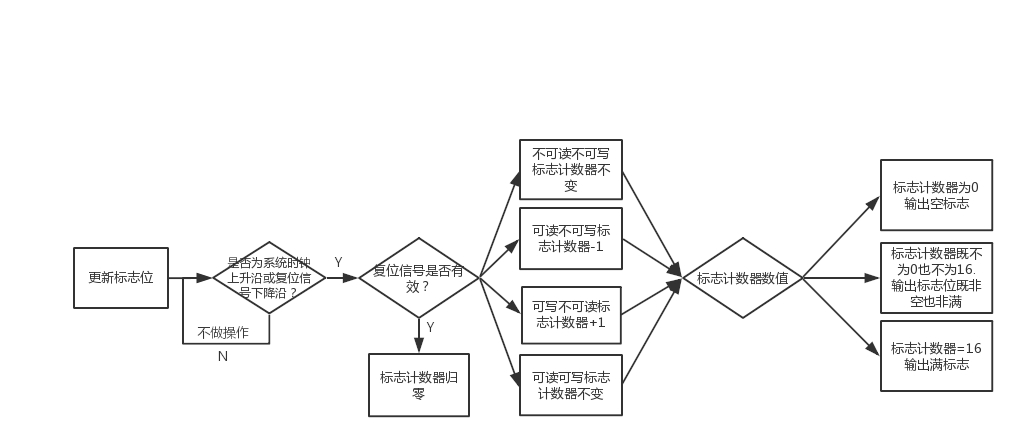 更新标志位
是否为系统时钟
上升沿或复位信
号下降沿？
Y
不做操作
N
复位信号是否有
效？
Y
标志计数器归
零
不可读不可写
标志计数器不
变
可读不可写标
志计数器-1
可写不可读标
志计数器+1
可读可写标志
计数器不变
标志计数器数值
标志计数器为0
输出空标志
标志计数器既不
为0也不为16.
输出标志位既非
空也非满
标志计数器=16
输出满标志